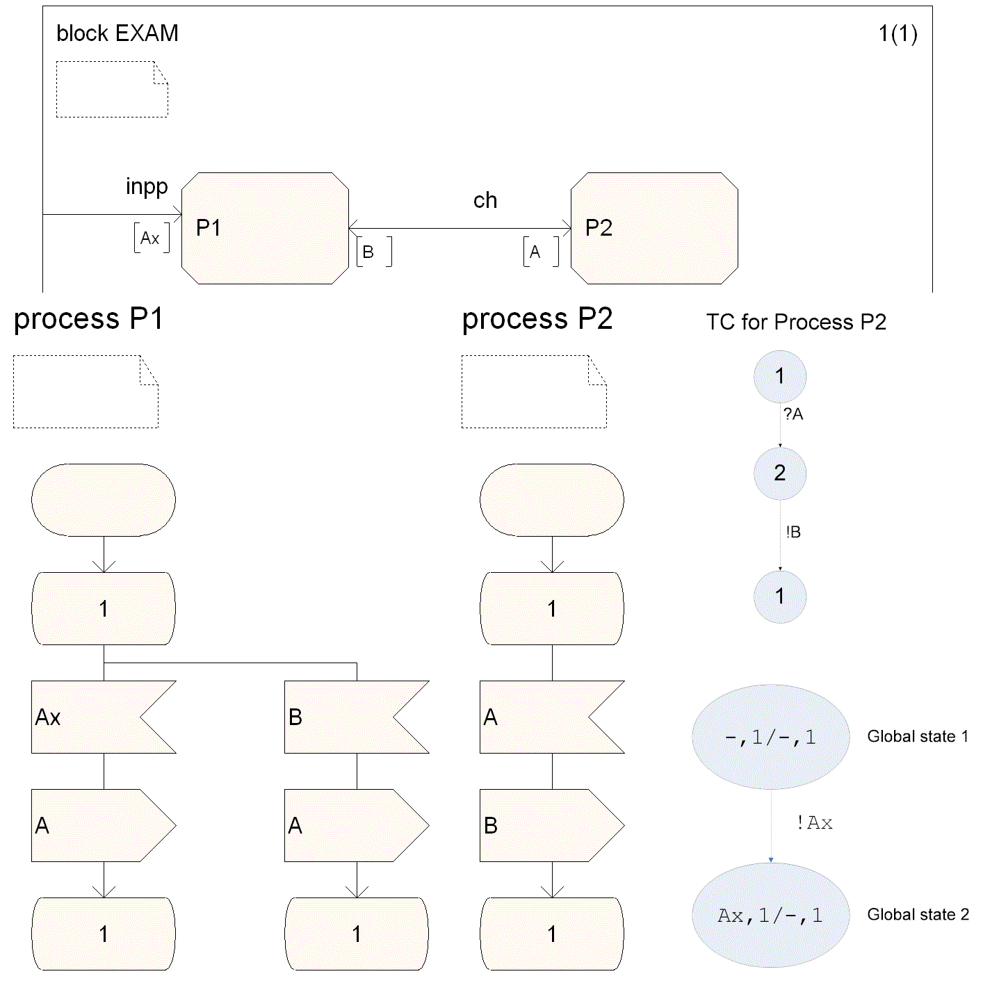 block EXAM
1(1)
inpp
ch
P1
P2
[Ax]
[B ]
[A ]
process P1
process P2
TC for Process P2
1
?A
2
!B
1
1
1
Ax
B
A
-,1/-,1
Global state 1
A
A
B
!Ax
1
1
1
Ax,1/-,1
Global state 2